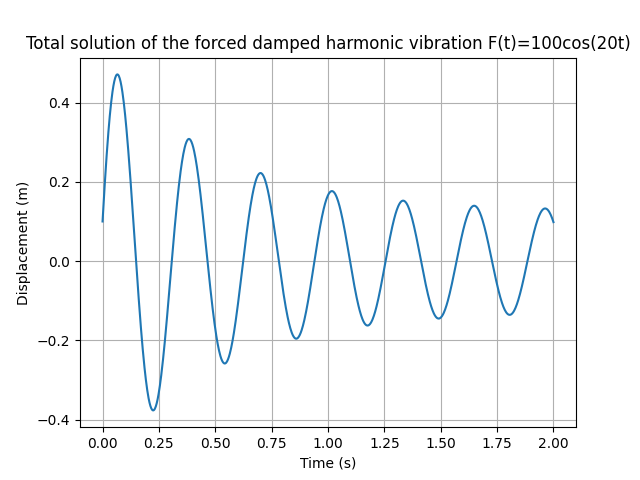 Total solution of the forced damped harmonic vibration F(t)=100cos(20t)
0.4
0.2
0.0
−0.2
−0.4
Displacement (m)
0.00 0.25 0.50 0.75 1.00 1.25 1.50 1.75 2.00
Time (s)